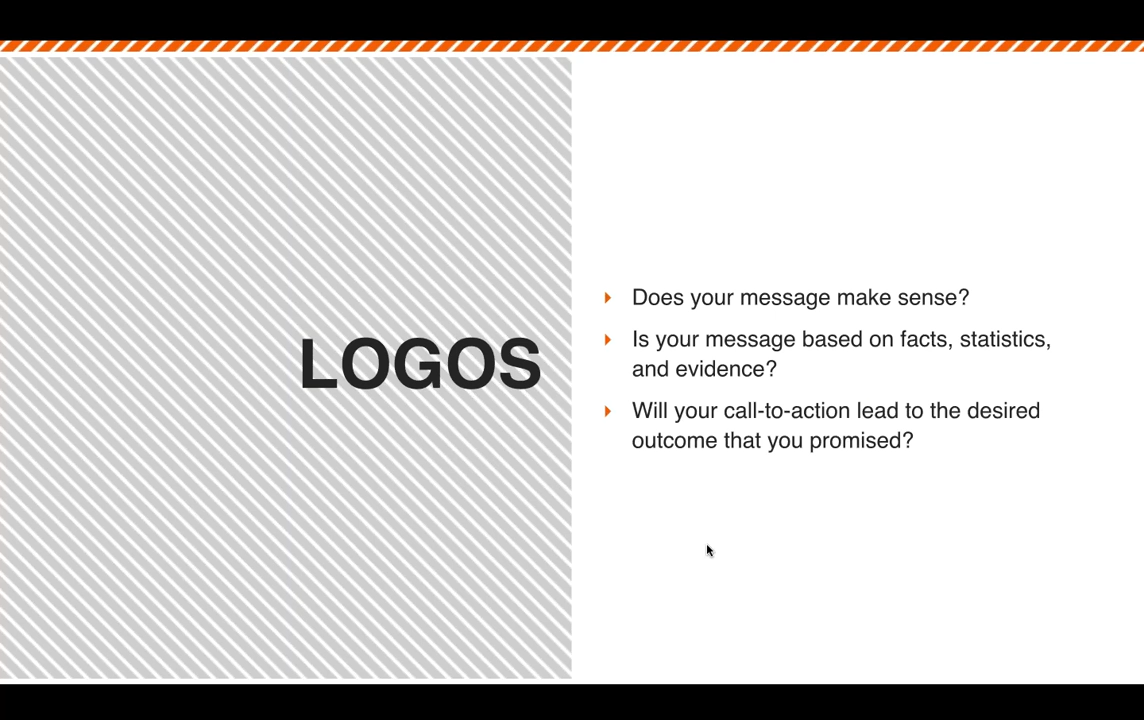 LOGOS
Does your message make sense?
Is your message based on facts, statistics,
and evidence?
Will your call-to-action lead to the desired
outcome that you promised?